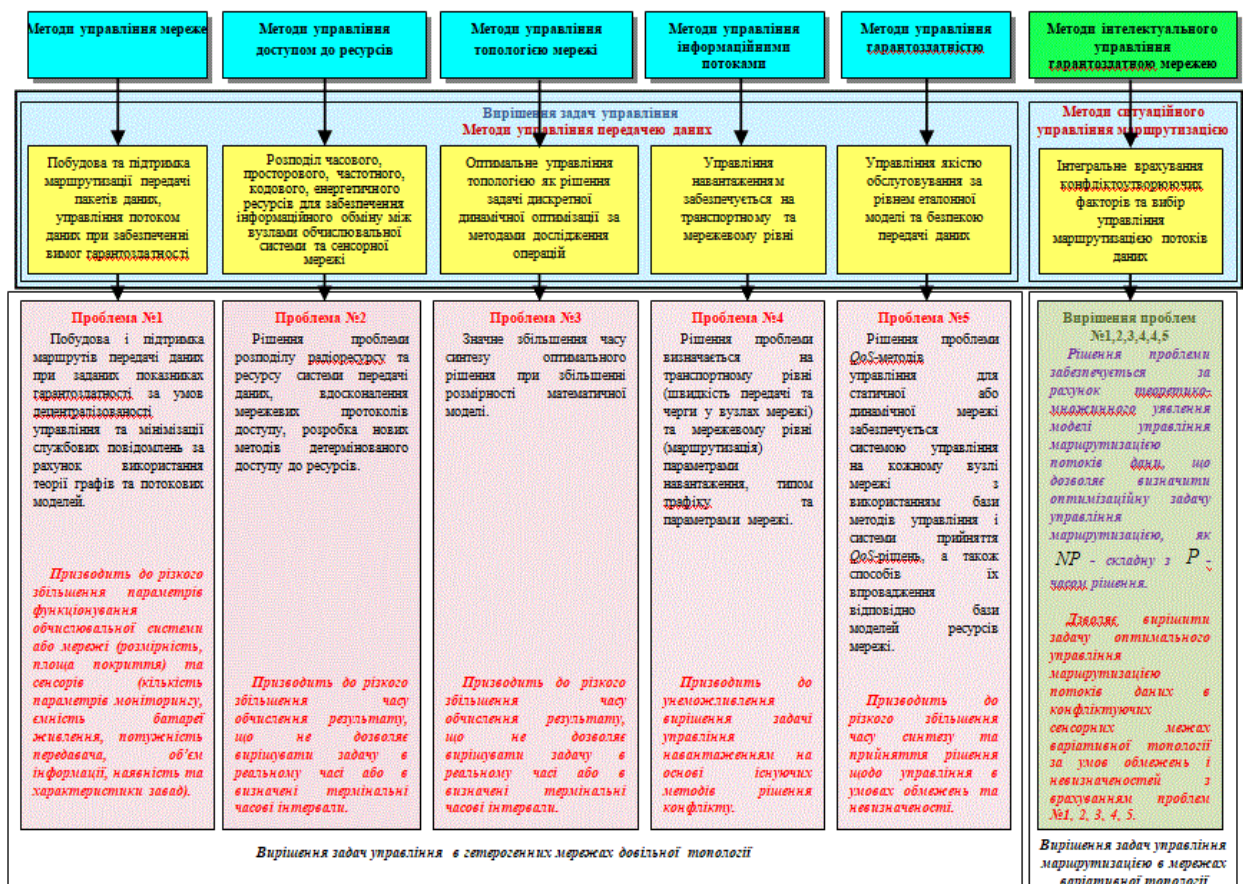 Методи управління мереже
Методи управління
доступом до ресурсів
Методи управління
топологією мережі
Методи управління
інформаційними
потоками
Методи управління
гарантоздатністю
Методи інтелектуального
управління
гарантоздатною мережею
Вирішення задач управління
Методи управління передачею даних
Методи ситуаційного
управління маршрутизацією
Побудова та підтримка
маршрутизації передачі
пакетів даних,
управління потоком
даних при забезпеченні
вимог гарантоздатності
Розподіл часового,
просторового, частотного,
кодового, енергетичного
ресурсів для забезпечення
інформаційного обміну між
вузлами обчислювальної
системи та сенсорної
мережі
Оптимальне управління
топологією як рішення
задачі дискретної
динамічної оптимізації за
методами дослідження
операцій
Управління
навантаженям
забезпечується на
транспортному та
мережевому рівні
Управління якістю
обслуговування за
рівнем еталонної
моделі та безпекою
передачі даних
Інтегральне врахування
конфліктоутворюючих
факторів та вибір
управління
маршрутизацією потоків
даних
Проблема №1
Побудова і підтримка
маршрутів передачі даних
при заданих показниках
гарантоздатності за умов
децентралізованості
управління та мінімізації
службових повідомлень за
рахунок використання
теорії графів та потокових
моделей.
Призводить до різкого
збільшення параметрів
функціонування
обчислювальної системи
або мережі (розмірність,
площа покриття) та
сенсорів (кількість
параметрів моніторингу,
ємність батареї
живлення, потужність
передавача, об’єм
інформації, наявність та
характеристики завад).
Проблема №2
Рішення проблеми
розподілу радіоресурсу та
ресурсу системи передачі
даних, вдосконалення
мережевих протоколів
доступу, розробка нових
методів детермінованого
доступу до ресурсів.
Призводить до різкого
збільшення часу
обчислення результату,
що не дозволяє
вирішувати задачу в
реальному часі або в
визначені термінальні
часові інтервали.
Проблема №3
Значне збільшення часу
синтезу оптимального
рішення при збільшенні
розмірності математичної
моделі.
Призводить до різкого
збільшення часу
обчислення результату,
що не дозволяє
вирішувати задачу в
реальному часі або в
визначені термінальні
часові інтервали.
Проблема №4
Рішення проблеми
визначається на
транспортному рівні
(швидкість передачі та
черги у вузлах мережі)
та мережевому рівні
(маршрутизація)
параметрами
навантаження, типом
трафіку та
параметрами мережі.
Призводить до
унеможливлення
вирішення задачі
управління
навантаженням на
основі існуючих
методів рішення
конфлікту.
Проблема №5
Рішення проблеми
QoS-методів
управління для
статичної або
динамічної мережі
забезпечується
системою управління
на кожному вузлі
мережі з
використанням бази
методів управління і
системи прийняття
QoS-рішень, а також
способів їх
впровадження
відповідно бази
моделей ресурсів
мережі.
Призводить до
різкого збільшення
часу синтезу та
прийняття рішення
щодо управління в
умовах обмежень та
невизначеності.
Вирішення проблем
№1,2,3,4,4,5
Рішення проблеми
забезпечується за
рахунок теоретико-
множинного уявлення
моделі управління
маршрутизацією
потоків дани, що
дозволяє визначити
оптимізаційну задачу
управління
маршрутизацією, як
NP - складну з P -
часом рішення.
Дзволяє вирішити
задачу оптимального
управління
маршрутизацією
потоків даних в
конфліктуючих
сенсорних межах
варіативної топології
за умов обмежень і
невизначеностей з
врахуванням проблем
№1, 2, 3, 4, 5.
Вирішення задач управління в гетерогенних мережах довільної топології
Вирішення задач управління
маршрутизацією в мережах
варіативної топології